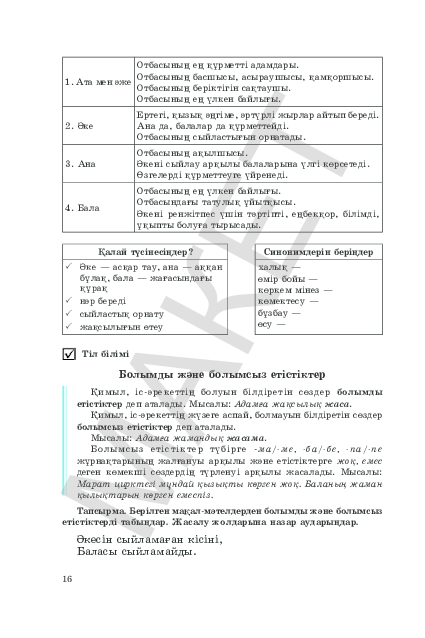 Отбасының ең құрметті адамдары.
1. Ата мен әже
Отбасының басшысы, асыраушысы, қамқоршысы.
Отбасының беріктігін сақтаушы.
Отбасының ең үлкен байлығы.
Ертегі, қызық әңгіме, әртүрлі жырлар айтып береді.
2. Әке
Ана да, балалар да құрметтейді.
Отбасының сыйластығын орнатады.
Отбасының ақылшысы.
3. Ана
Әкені сыйлау арқылы балаларына үлгі көрсетеді.
Өзгелерді құрметтеуге үйренеді.
Отбасының ең үлкен байлығы.
4. Бала
Отбасындағы татулық ұйытқысы.
Әкені ренжітпес үшін тәртіпті, еңбекқор, білімді,
ұқыпты болуға тырысады.
Қалай түсінесіңдер?
✓ Әке — асқар тау, ана — аққан
бұлақ, бала — жағасындағы
құрақ
✓ нәр береді
✓ сыйластық орнату
✓ жақсылығын өтеу
Синонимдерін беріңдер
халық —
өмір бойы —
көркем мінез —
көмектесу —
бұзбау —
өсу —
Тіл білімі
Болымды және болымсыз етістіктер
Қимыл, іс-әрекеттің болуын білдіретін сөздер болымды
етістіктер деп аталады. Мысалы: Адамға жақсылық жаса.
Қимыл, іс-әрекеттің жүзеге аспай, болмауын білдіретін сөздер
болымсыз етістіктер деп аталады.
Мысалы: Адамға жамандық жасама.
Болымсыз етістіктер түбірге -ма/-ме, -ба/-бе, -па/-пе
жұрнақтарының жалғануы арқылы және етістіктерге жоқ, емес
деген көмекші сөздердің түрленуі арқылы жасалады. Мысалы:
Марат цирктегі мұндай қызықты көрген жоқ. Баланың жаман
қылықтарын көрген емеспіз.
Тапсырма. Берілген мақал-мәтелдерден болымды және болымсыз
етістіктерді табыңдар. Жасалу жолдарына назар аударыңдар.
Әкесін сыйламаған кісіні,
Баласы сыйламайды.
16
МАКЕТ